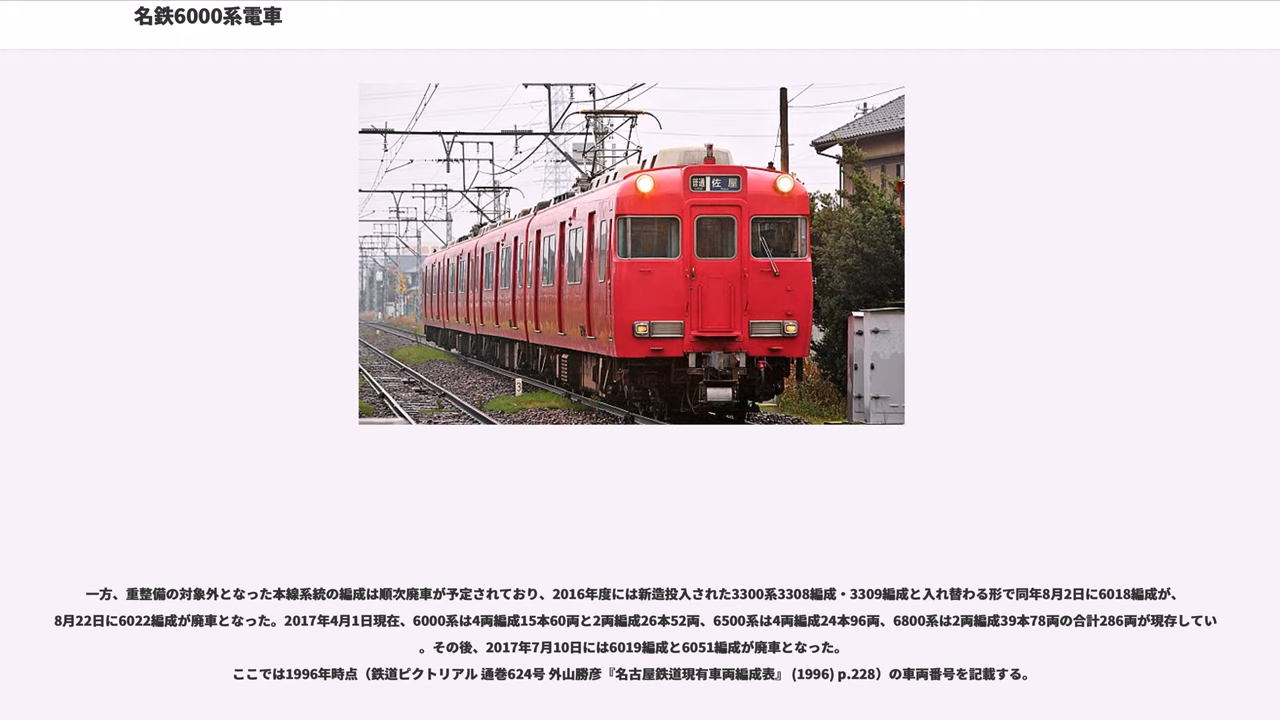 名鉄6000系電車
普通 佐屋
一方、重整備の対象外となった本線系統の編成は順次廃車が予定されており、2016年度には新造投入された3300系3308編成・3309編成と入れ替わる形で同年8月2日に6018編成が、
8月22日に6022編成が廃車となった。2017年4月1日現在、6000系は4両編成15本60両と2両編成26本52両、6500系は4両編成24本96両、6800系は2両編成39本78両の合計286両が現存してい
。その後、2017年7月10日には6019編成と6051編成が廃車となった。
ここでは1996年時点（鉄道ピクトリアル 通巻624号 外山勝彦『名古屋鉄道現有車両編成表』 (1996) p.228）の車両番号を記載する。